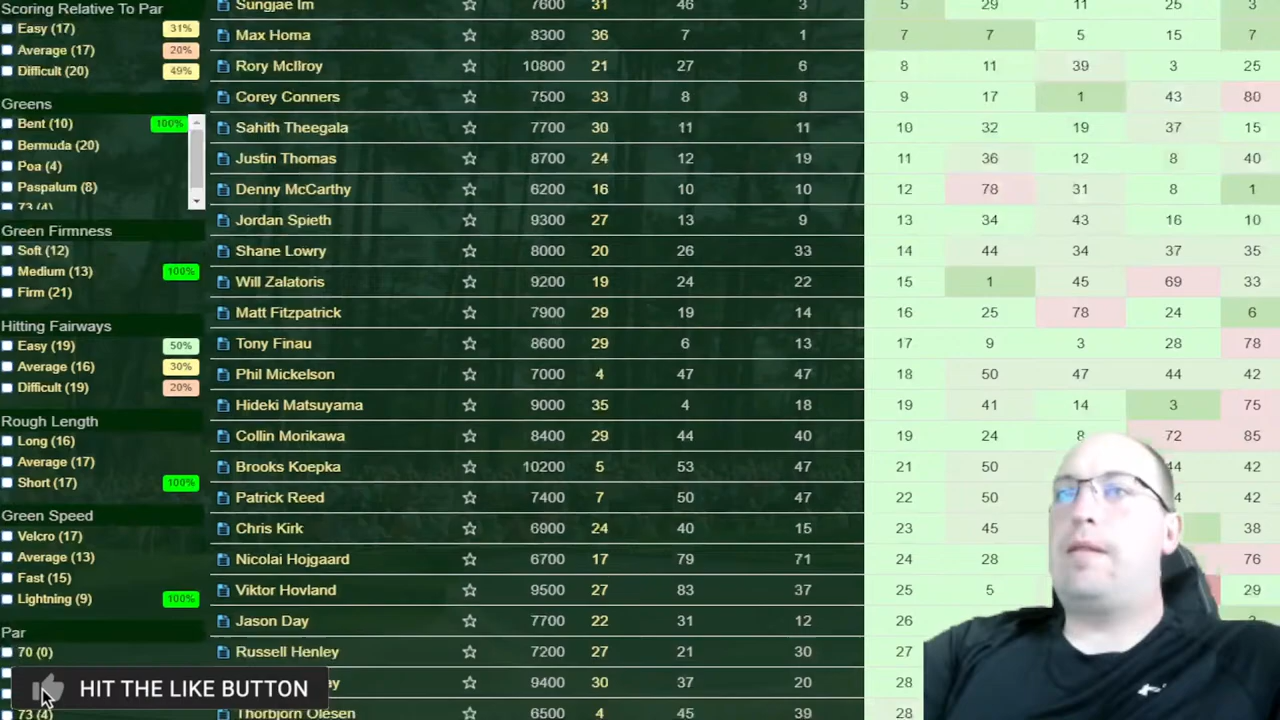 Scoring Relative To Par
Easy (17) 31%
Average (17) 20%
Difficult (20) 49%
Greens
Bent (10) 100%
Bermuda (20)
Poa (4)
Paspalum (8)
73 (4)
Green Firmness
Soft (12)
Medium (13) 100%
Firm (21)
Hitting Fairways
Easy (19) 50%
Average (16) 30%
Difficult (19) 20%
Rough Length
Long (16)
Average (17)
Short (17) 100%
Green Speed
Velcro (17)
Average (13)
Fast (15)
Lightning (9) 100%
Par
70 (0)
73 (4)
HIT THE LIKE BUTTON
Sungjae Im 7600 31 46 3 5 29 11 25 3
Max Homa 8300 36 7 1 7 7 5 15 7
Rory McIlroy 10800 21 27 6 8 11 39 3 25
Corey Conners 7500 33 8 8 9 17 1 43 80
Sahith Theegala 7700 30 11 11 10 32 19 37 15
Justin Thomas 8700 24 12 19 11 36 12 8 40
Denny McCarthy 6200 16 10 10 12 78 31 8 1
Jordan Spieth 9300 27 13 9 13 34 43 16 10
Shane Lowry 8000 20 26 33 14 44 34 37 35
Will Zalatoris 9200 19 24 22 15 1 45 69 33
Matt Fitzpatrick 7900 29 19 14 16 25 78 24 6
Tony Finau 8600 29 6 13 17 9 3 28 78
Phil Mickelson 7000 4 47 47 18 50 47 44 42
Hideki Matsuyama 9000 35 4 18 19 41 14 3 75
Collin Morikawa 8400 29 44 40 19 24 8 72 85
Brooks Koepka 10200 5 53 47 21 50 44 42
Patrick Reed 7400 7 50 47 22 50 42
Chris Kirk 6900 24 40 15 23 45 38
Nicolai Hojgaard 6700 17 79 71 24 28 76
Viktor Hovland 9500 27 83 37 25 5 29
Jason Day 7700 22 31 12 26
Russell Henley 7200 27 21 30 27
9400 30 37 20 28
Thorbjorn Olesen 6500 4 45 39 28